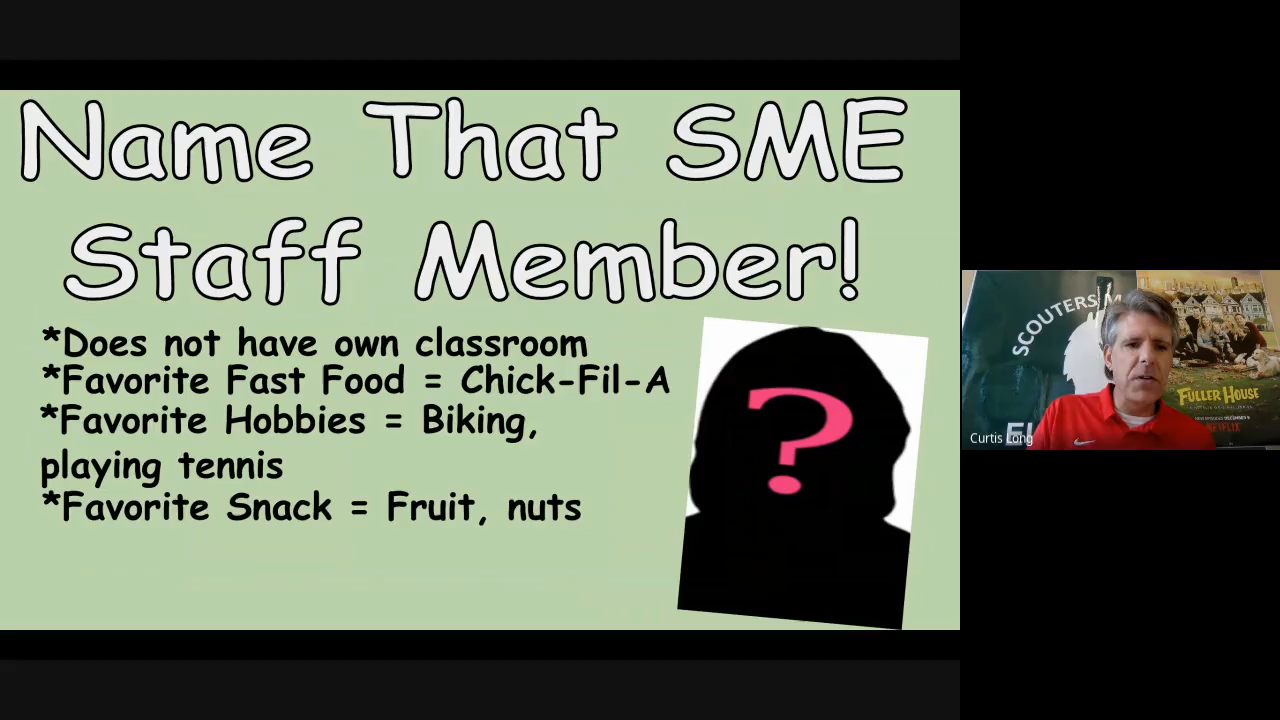 Name That SME
Staff Member!
*Does not have own classroom
*Favorite Fast Food = Chick-Fil-A
*Favorite Hobbies = Biking,
playing tennis
*Favorite Snack = Fruit, nuts
?
SCOUTERS
FULLER HOUSE
NETFLIX
Curtis Long